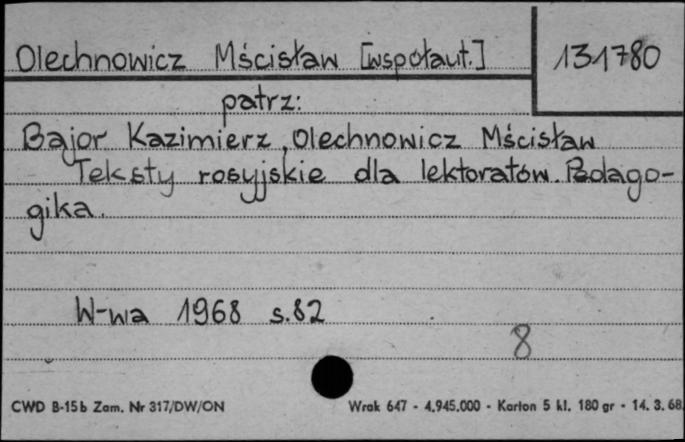 Olechnowicz Mścisław [współaut.] 131780
patrz:
Bajor Kazimierz, Olechnowicz Mścisław
Teksty rosyjskie dla lektoratów. Pedago-
gika.
W-wa 1968 s.82
8
CWD B-15b Zam. Nr 317/DW/ON Wrak 647 - 4.945.000 - Karton 5 kl. 180 gr - 14. 3. 68.